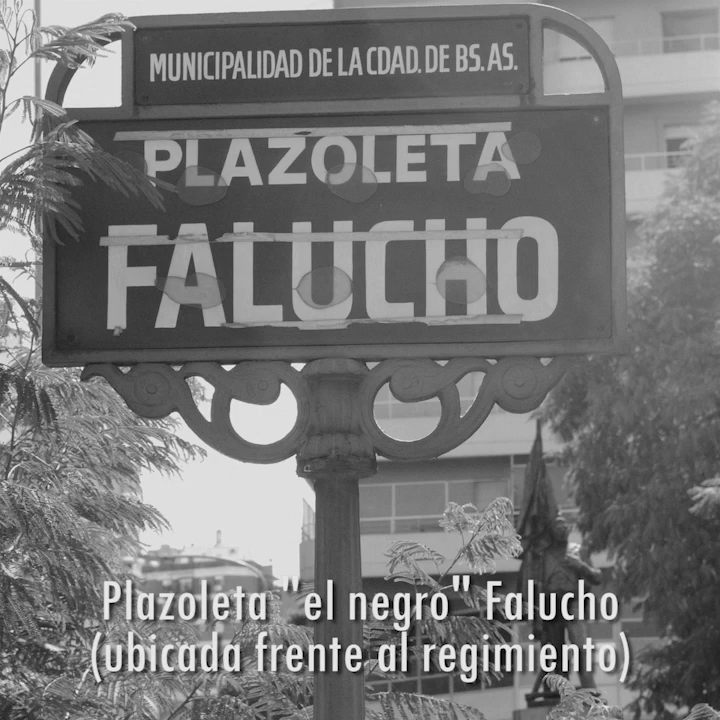 MUNICIPALIDAD DE LA CDAD. DE BS. AS.
PLAZOLETA
FALUCHO
Plazoleta "el negro" Falucho
(ubicada frente al regimiento)